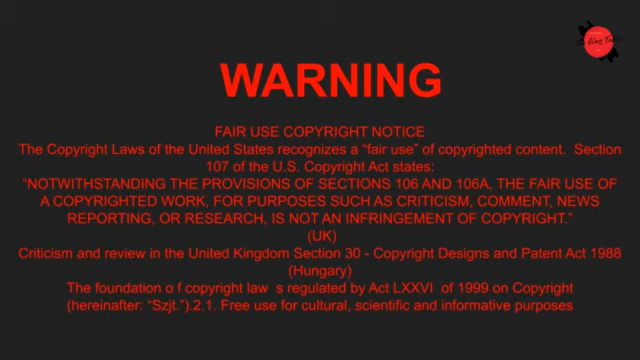 WARNING
FAIR USE COPYRIGHT NOTICE
The Copyright Laws of the United States recognizes a “fair use” of copyrighted content.  Section
107 of the U.S. Copyright Act states:
“NOTWITHSTANDING THE PROVISIONS OF SECTIONS 106 AND 106A, THE FAIR USE OF
A COPYRIGHTED WORK, FOR PURPOSES SUCH AS CRITICISM, COMMENT, NEWS
REPORTING, OR RESEARCH, IS NOT AN INFRINGEMENT OF COPYRIGHT.”
(UK)
Criticism and review in the United Kingdom Section 30 - Copyright Designs and Patent Act 1988
(Hungary)
The foundation o f copyright law  s regulated by Act LXXVI  of 1999 on Copyright
(hereinafter: “Szjt.”).2.1. Free use for cultural, scientific and informative purposes